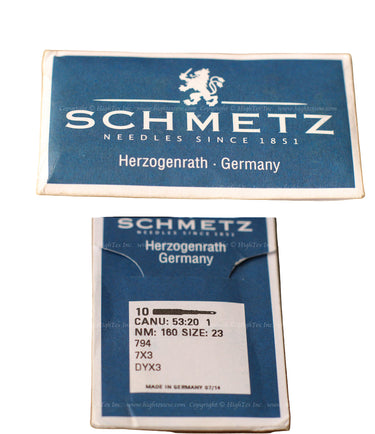 SCHMETZ
NEEDLES SINCE 1851
Herzogenrath · Germany
SCHMETZ
NEEDLES SINCE 1851
Herzogenrath
Germany
10
CANU: 53:20 1
NM: 160 SIZE: 23
794
7X3
DYX3
MADE IN GERMANY 07/14